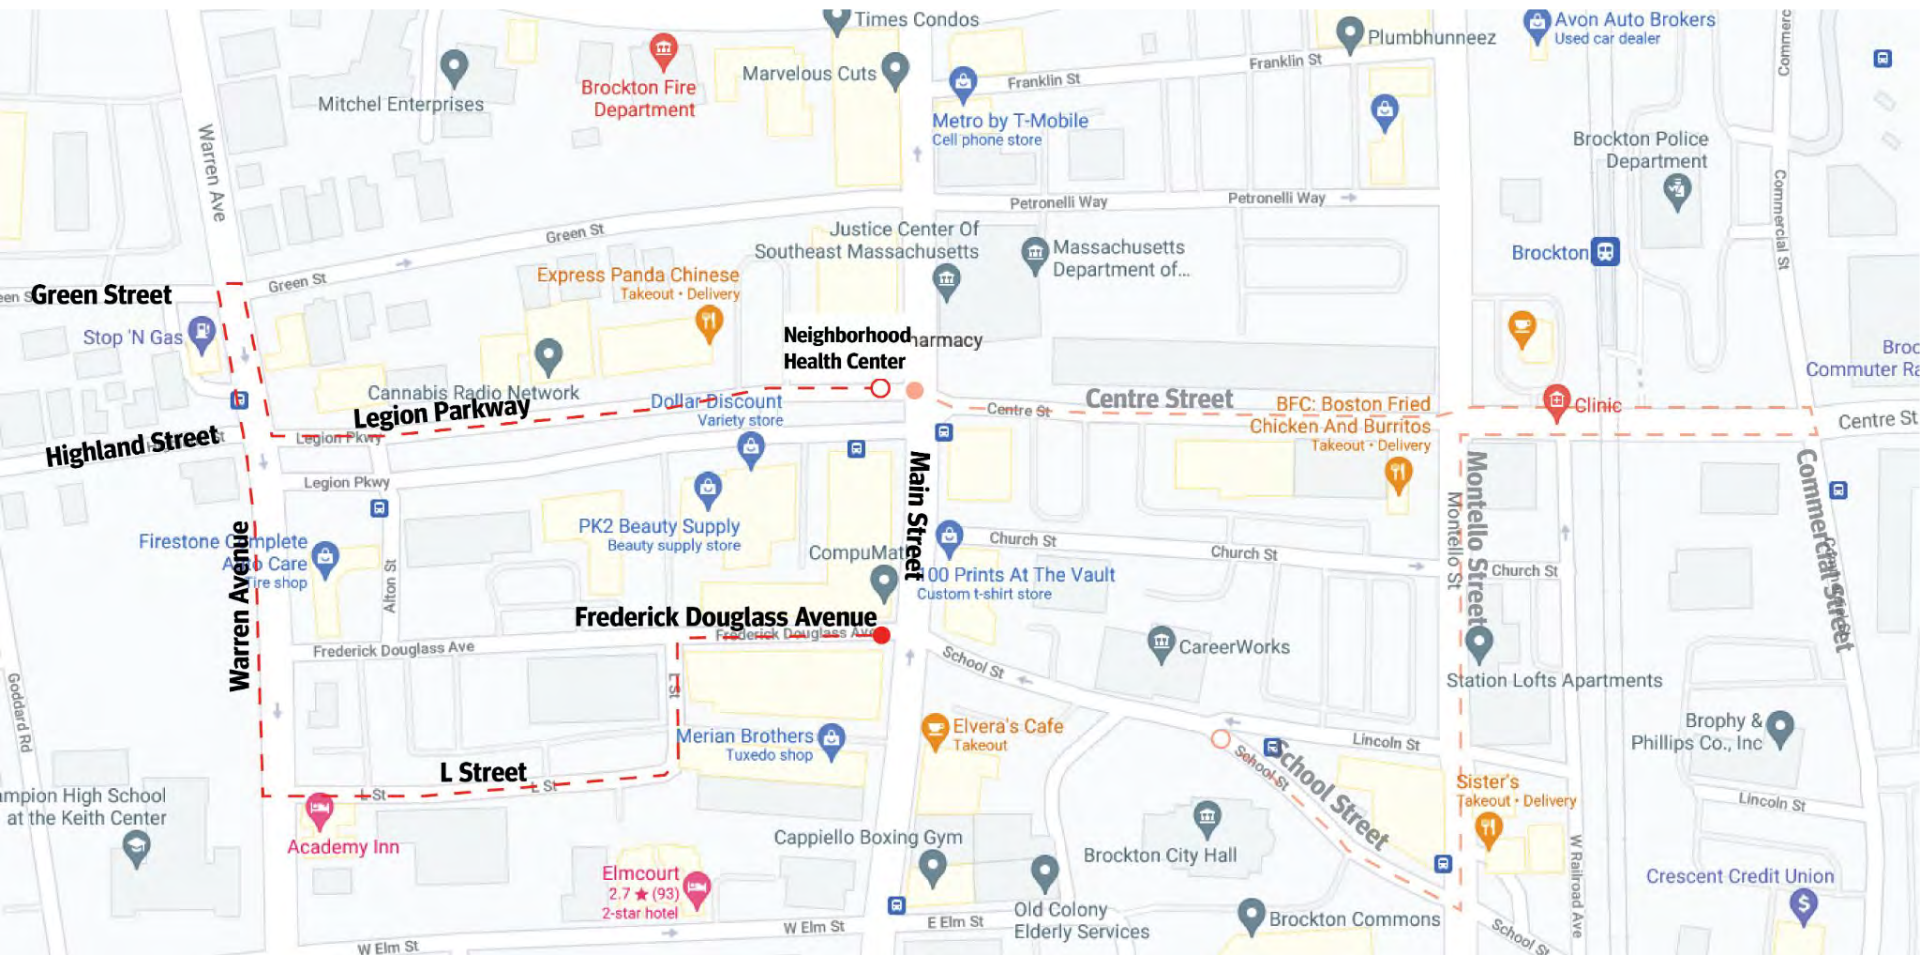 Times Condos
Avon Auto Brokers
Used car dealer
Plumbhunneez
Commerc
Mitchel Enterprises
Brockton Fire
Department
Marvelous Cuts
Franklin St
Franklin St
Metro by T-Mobile
Cell phone store
Brockton Police
Department
Warren Ave
Commercial St
Petronelli Way
Petronelli Way
Green St
Justice Center Of
Southeast Massachusetts
Massachusetts
Department of...
Brockton
Green St
Express Panda Chinese
Takeout • Delivery
een S
Green Street
Stop 'N Gas
Neighborhood
Health Center
armacy
Broc
Commuter Ra
Cannabis Radio Network
Legion Parkway
Dollar Discount
Variety store
Centre Street
Centre St
BFC: Boston Fried
Chicken And Burritos
Takeout • Delivery
Clinic
Centre St
Highland Street
Legion Pkwy
Legion Pkwy
Main Street
Montello Street
Montello St
Commercial Street
PK2 Beauty Supply
Beauty supply store
Firestone Complete
Auto Care
Tire shop
Warren Avenue
Alton St
CompuMat
Church St
Church St
Church St
100 Prints At The Vault
Custom t-shirt store
Frederick Douglass Avenue
Frederick Douglass Ave
Frederick Douglass Ave
School St
CareerWorks
Station Lofts Apartments
Goddard Rd
L St
Merian Brothers
Tuxedo shop
Elvera's Cafe
Takeout
Lincoln St
Brophy &
Phillips Co., Inc
School St
School Street
L Street
L St
L St
Sister's
Takeout • Delivery
Lincoln St
ampion High School
at the Keith Center
Academy Inn
Cappiello Boxing Gym
Brockton City Hall
W Railroad Ave
Elmcourt
2.7 ★ (93)
2-star hotel
Crescent Credit Union
Old Colony
Elderly Services
Brockton Commons
W Elm St
W Elm St
E Elm St
School St